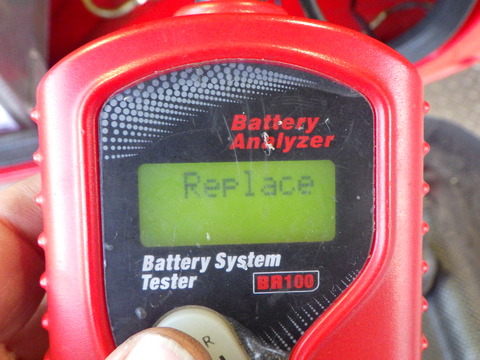 Battery
Analyzer
Replace
Battery System
Tester BR100
R